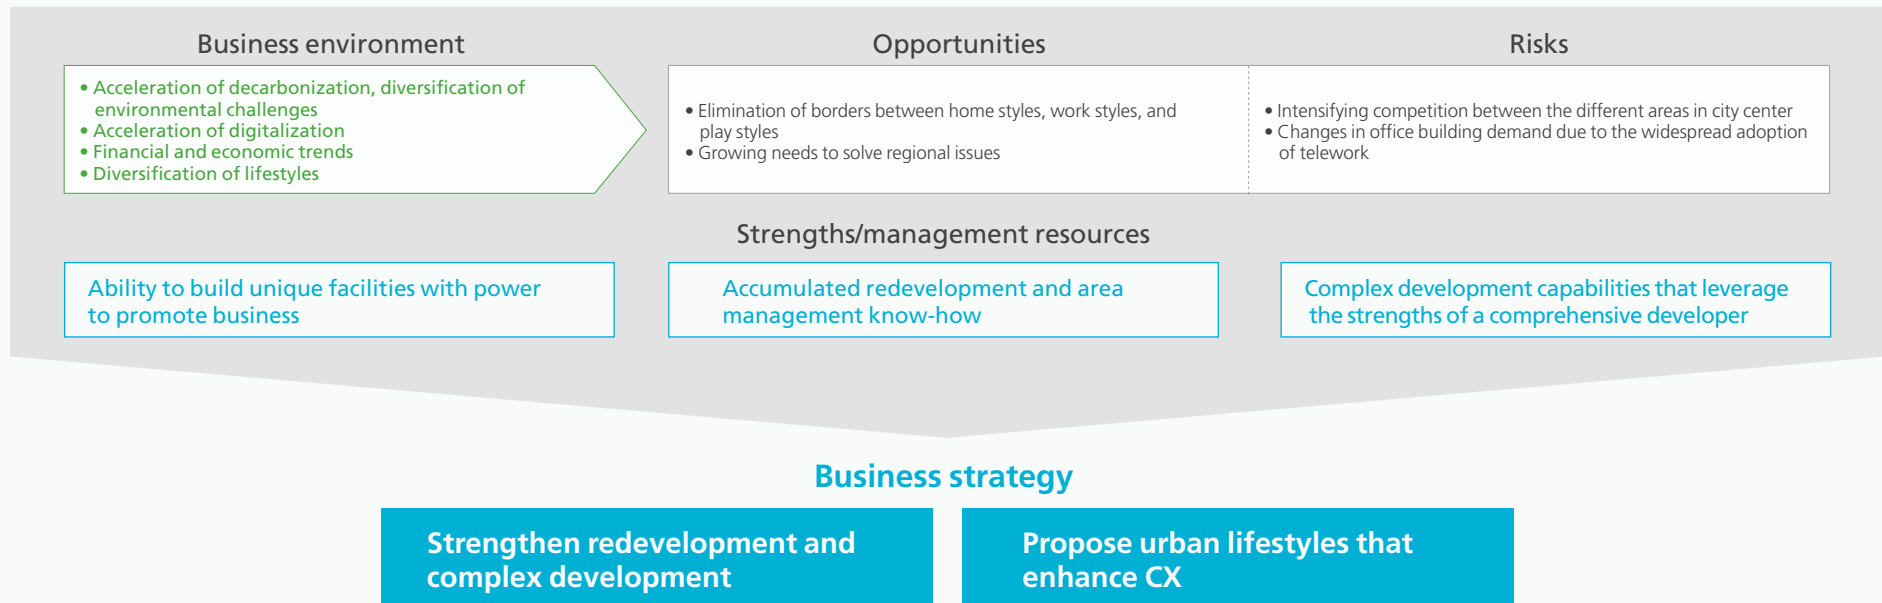 Business environment
• Acceleration of decarbonization, diversification of
environmental challenges
• Acceleration of digitalization
• Financial and economic trends
• Diversification of lifestyles
Opportunities
• Elimination of borders between home styles, work styles, and
play styles
• Growing needs to solve regional issues
Risks
• Intensifying competition between the different areas in city center
• Changes in office building demand due to the widespread adoption
of telework
Strengths/management resources
Ability to build unique facilities with power
to promote business
Accumulated redevelopment and area
management know-how
Complex development capabilities that leverage
the strengths of a comprehensive developer
Business strategy
Strengthen redevelopment and
complex development
Propose urban lifestyles that
enhance CX